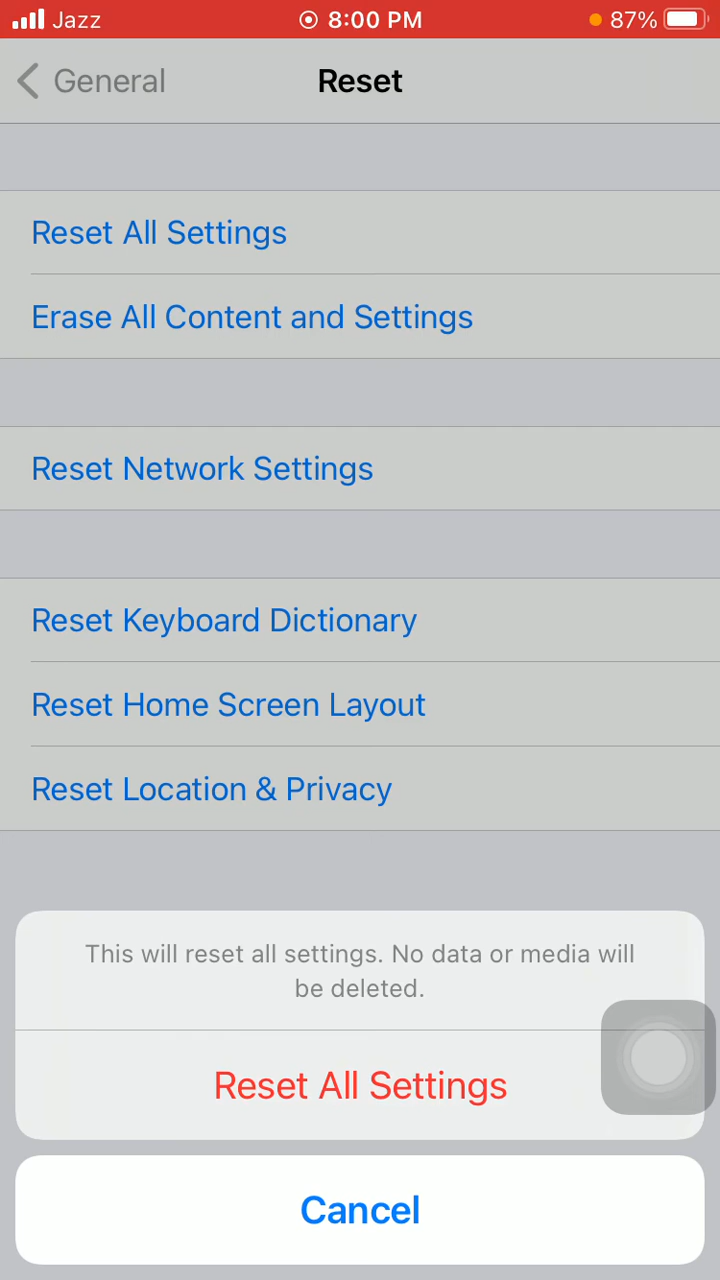 Jazz 8:00 PM 87%
General Reset
Reset All Settings
Erase All Content and Settings
Reset Network Settings
Reset Keyboard Dictionary
Reset Home Screen Layout
Reset Location & Privacy
This will reset all settings. No data or media will
be deleted.
Reset All Settings
Cancel